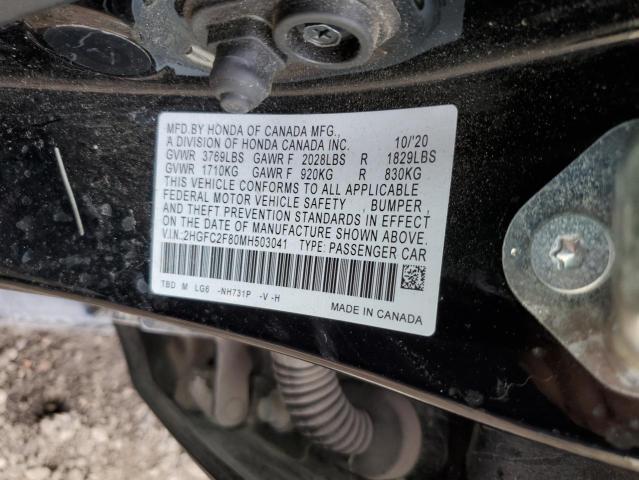 MFD.BY HONDA OF CANADA MFG.,
A DIVISION OF HONDA CANADA INC. 10/'20
GVWR 3769LBS GAWR F 2028LBS R 1829LBS
GVWR 1710KG GAWR F 920KG R 830KG
THIS VEHICLE CONFORMS TO ALL APPLICABLE
FEDERAL MOTOR VEHICLE SAFETY , BUMPER,
AND THEFT PREVENTION STANDARDS IN EFFECT
ON THE DATE OF MANUFACTURE SHOWN ABOVE.
V.I.N.:2HGFC2F80MH503041 TYPE: PASSENGER CAR
TBD M LG6 -NH731P -V -H
MADE IN CANADA